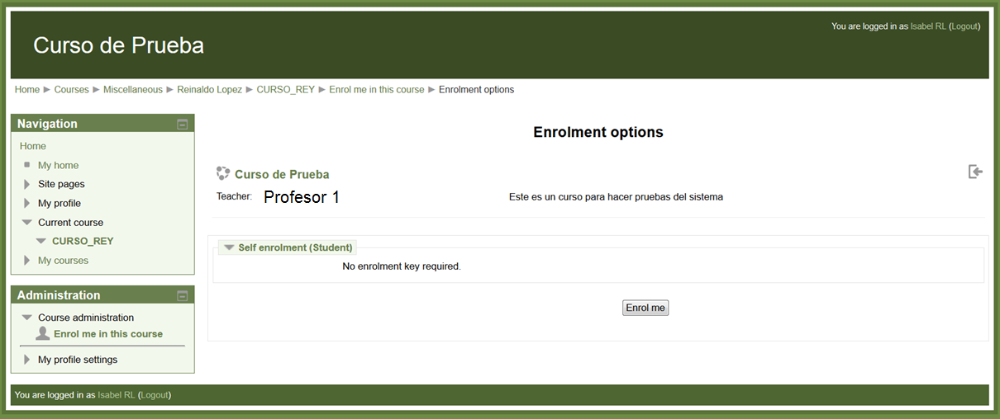 You are logged in as Isabel RL (Logout)
Curso de Prueba
Home ► Courses ► Miscellaneous ► Reinaldo Lopez ► CURSO_REY ► Enrol me in this course ► Enrolment options
Navigation
Home
My home
Site pages
My profile
Current course
CURSO_REY
My courses
Administration
Course administration
Enrol me in this course
My profile settings
Enrolment options
Curso de Prueba
Teacher: Profesor 1
Este es un curso para hacer pruebas del sistema
Self enrolment (Student)
No enrolment key required.
Enrol me
You are logged in as Isabel RL (Logout)